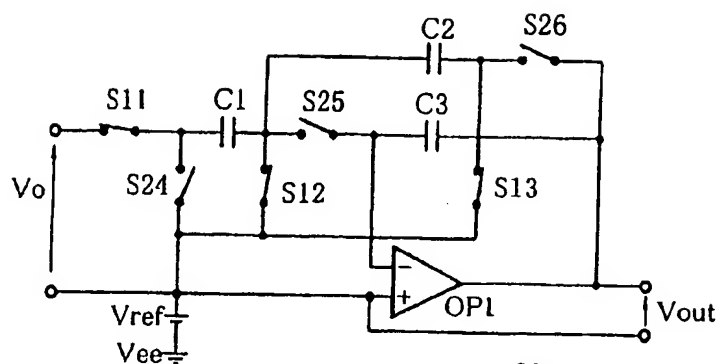 C2
S26
S11
C1
S25
C3
Vo
S24
S12
S13
−
+
OP1
Vref
Vee
Vout